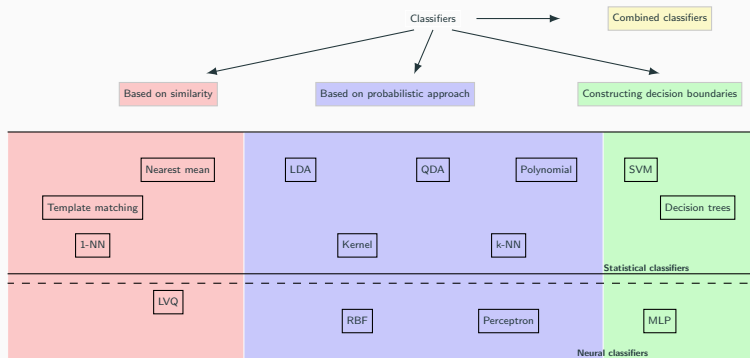 Classifiers
Combined classifiers
Based on similarity
Based on probabilistic approach
Constructing decision boundaries
Nearest mean
LDA
QDA
Polynomial
SVM
Template matching
Decision trees
1-NN
Kernel
k-NN
Statistical classifiers
LVQ
RBF
Perceptron
MLP
Neural classifiers